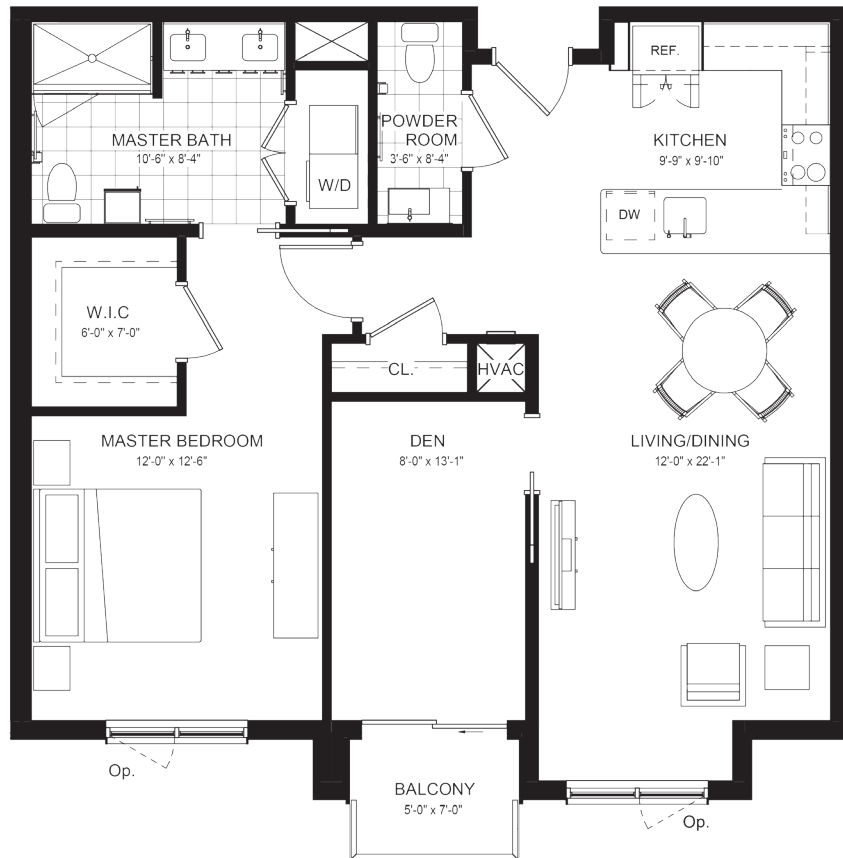 REF.
MASTER BATH
10'-6" x 8'-4"
W/D
POWDER
ROOM
3'-6" x 8'-4"
KITCHEN
9'-9" x 9'-10"
DW
W.I.C
6'-0" x 7'-0"
CL.
HVAC
MASTER BEDROOM
12'-0" x 12'-6"
DEN
8'-0" x 13'-1"
LIVING/DINING
12'-0" x 22'-1"
Op.
BALCONY
5'-0" x 7'-0"
Op.